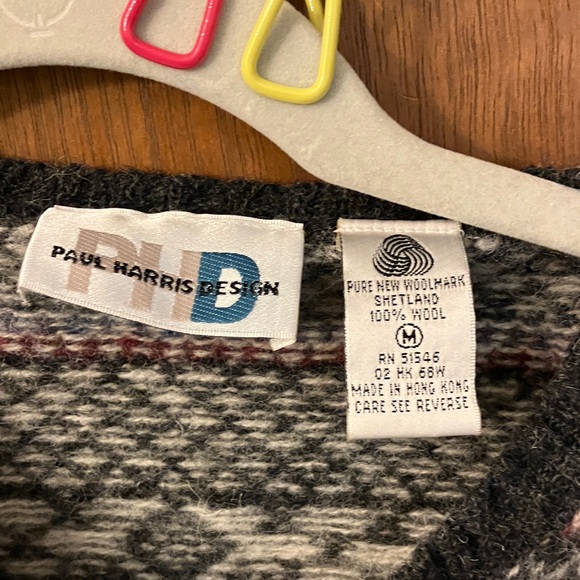 PHD
PAUL HARRIS DESIGN
PURE NEW WOOLMARK
SHETLAND
100% WOOL
M
RN 51546
02 HK 68W
MADE IN HONG KONG
CARE SEE REVERSE